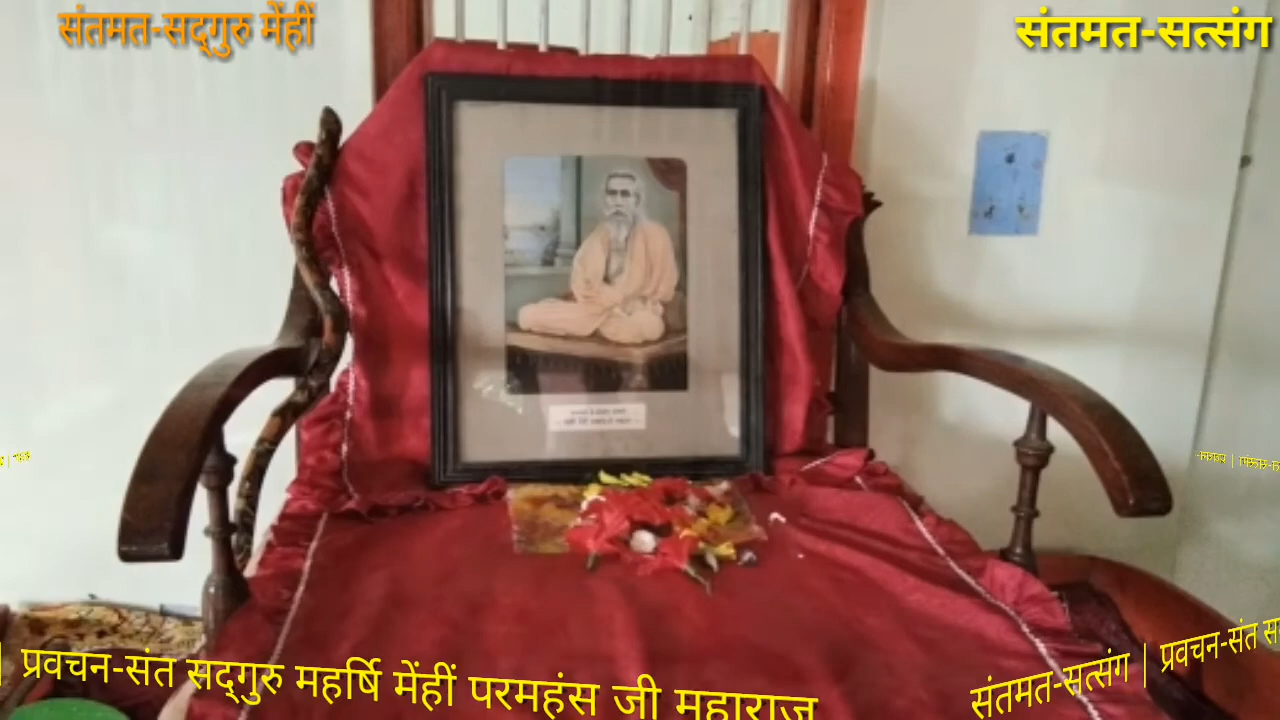 संतमत-सद्गुरु मेंहीं
संतमत-सत्संग
| प्रवचन-संत सद्गुरु महर्षि मेंहीं परमहंस जी महाराज
संतमत-सत्संग | प्रवचन-संत